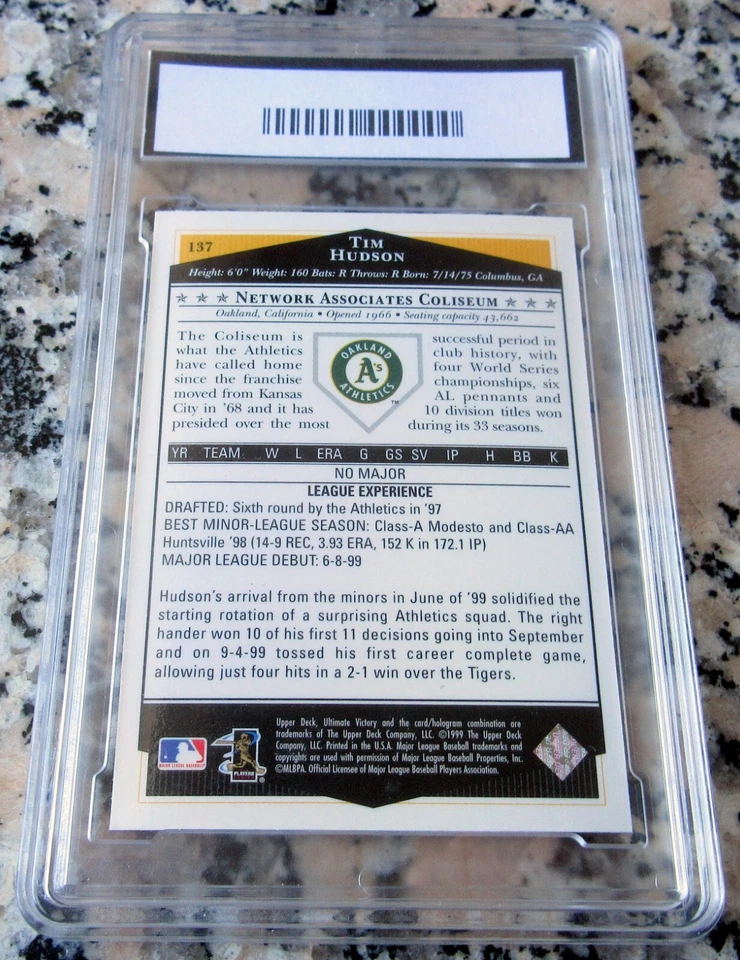 137
TIM
HUDSON
Height: 6'0" Weight: 160 Bats: R Throws: R Born: 7/14/75 Columbus, GA
NETWORK ASSOCIATES COLISEUM
Oakland, California • Opened 1966 • Seating capacity 43,662
The Coliseum is
what the Athletics
have called home
since the franchise
moved from Kansas
City in '68 and it has
presided over the most
OAKLAND
A's
ATHLETICS
TM
successful period in
club history, with
four World Series
championships, six
AL pennants and
10 division titles won
during its 33 seasons.
YR TEAM W L ERA G GS SV IP H BB K
NO MAJOR
LEAGUE EXPERIENCE
DRAFTED: Sixth round by the Athletics in '97
BEST MINOR-LEAGUE SEASON: Class-A Modesto and Class-AA
Huntsville '98 (14-9 REC, 3.93 ERA, 152 K in 172.1 IP)
MAJOR LEAGUE DEBUT: 6-8-99
Hudson's arrival from the minors in June of '99 solidified the
starting rotation of a surprising Athletics squad. The right
hander won 10 of his first 11 decisions going into September
and on 9-4-99 tossed his first career complete game,
allowing just four hits in a 2-1 win over the Tigers.
Upper Deck, Ultimate Victory and the card/hologram combination are
trademarks of The Upper Deck Company, LLC. ©1999 The Upper Deck
Company, LLC. Printed in the U.S.A. Major League Baseball trademarks and
copyrights are used with permission of Major League Baseball Properties, Inc.
©MLBPA. Official Licensee of Major League Baseball Players Association.
MAJOR LEAGUE BASEBALL
PLAYERS